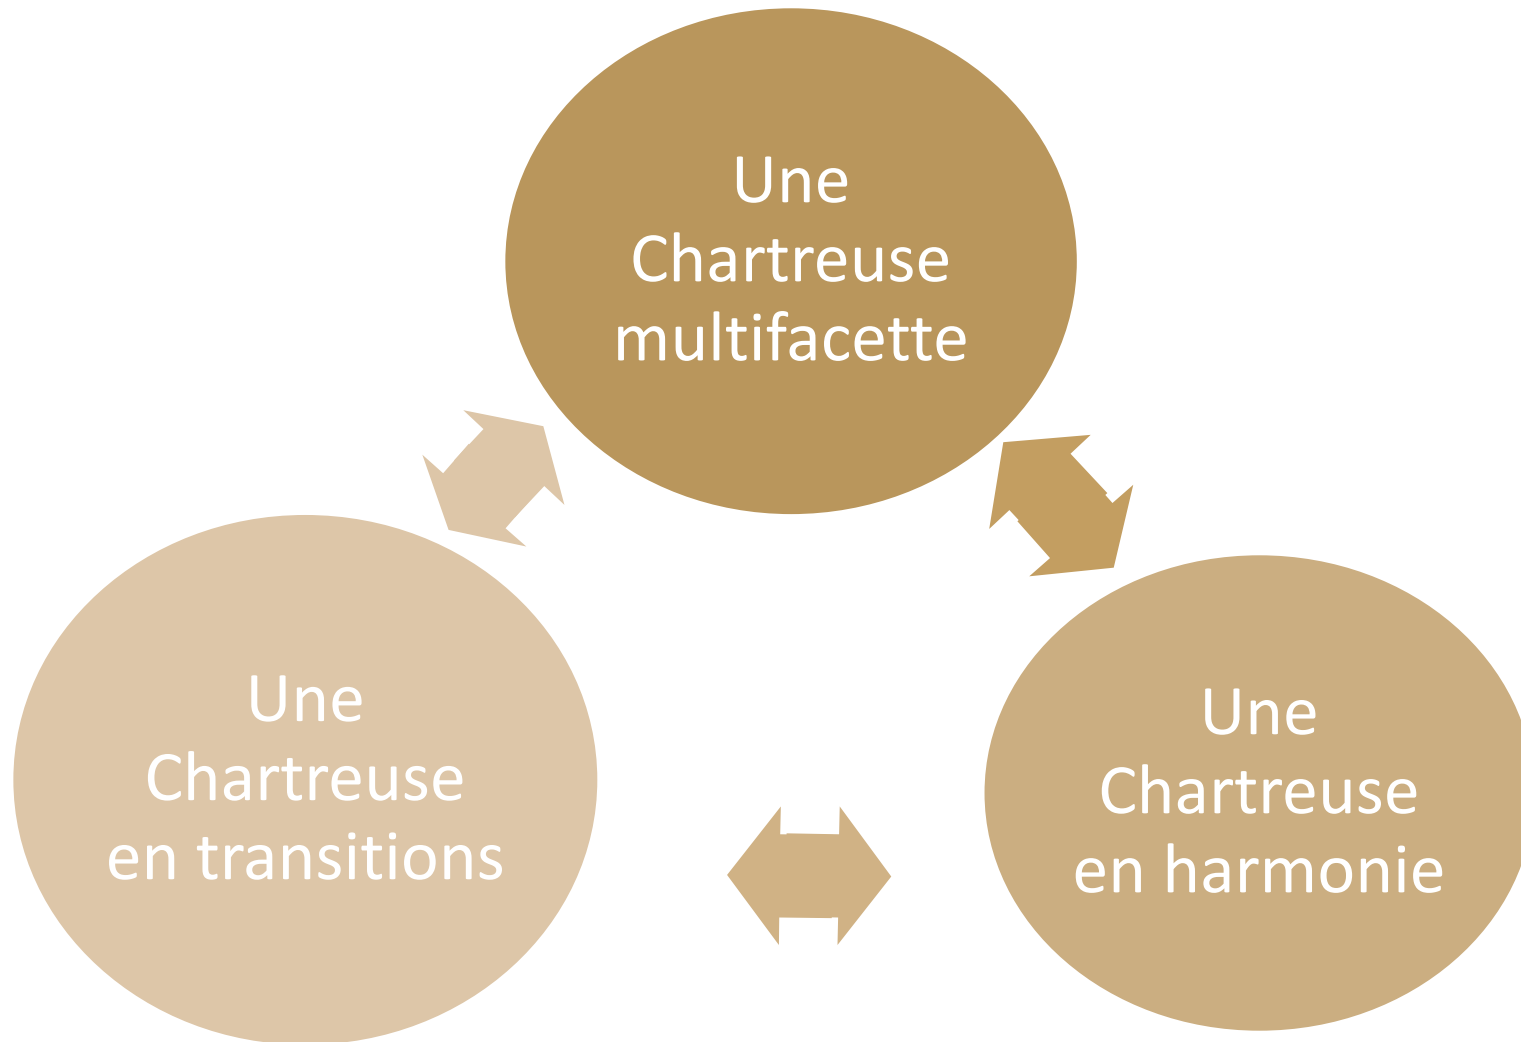 Une
Chartreuse
multifacette
Une
Chartreuse
en transitions
Une
Chartreuse
en harmonie